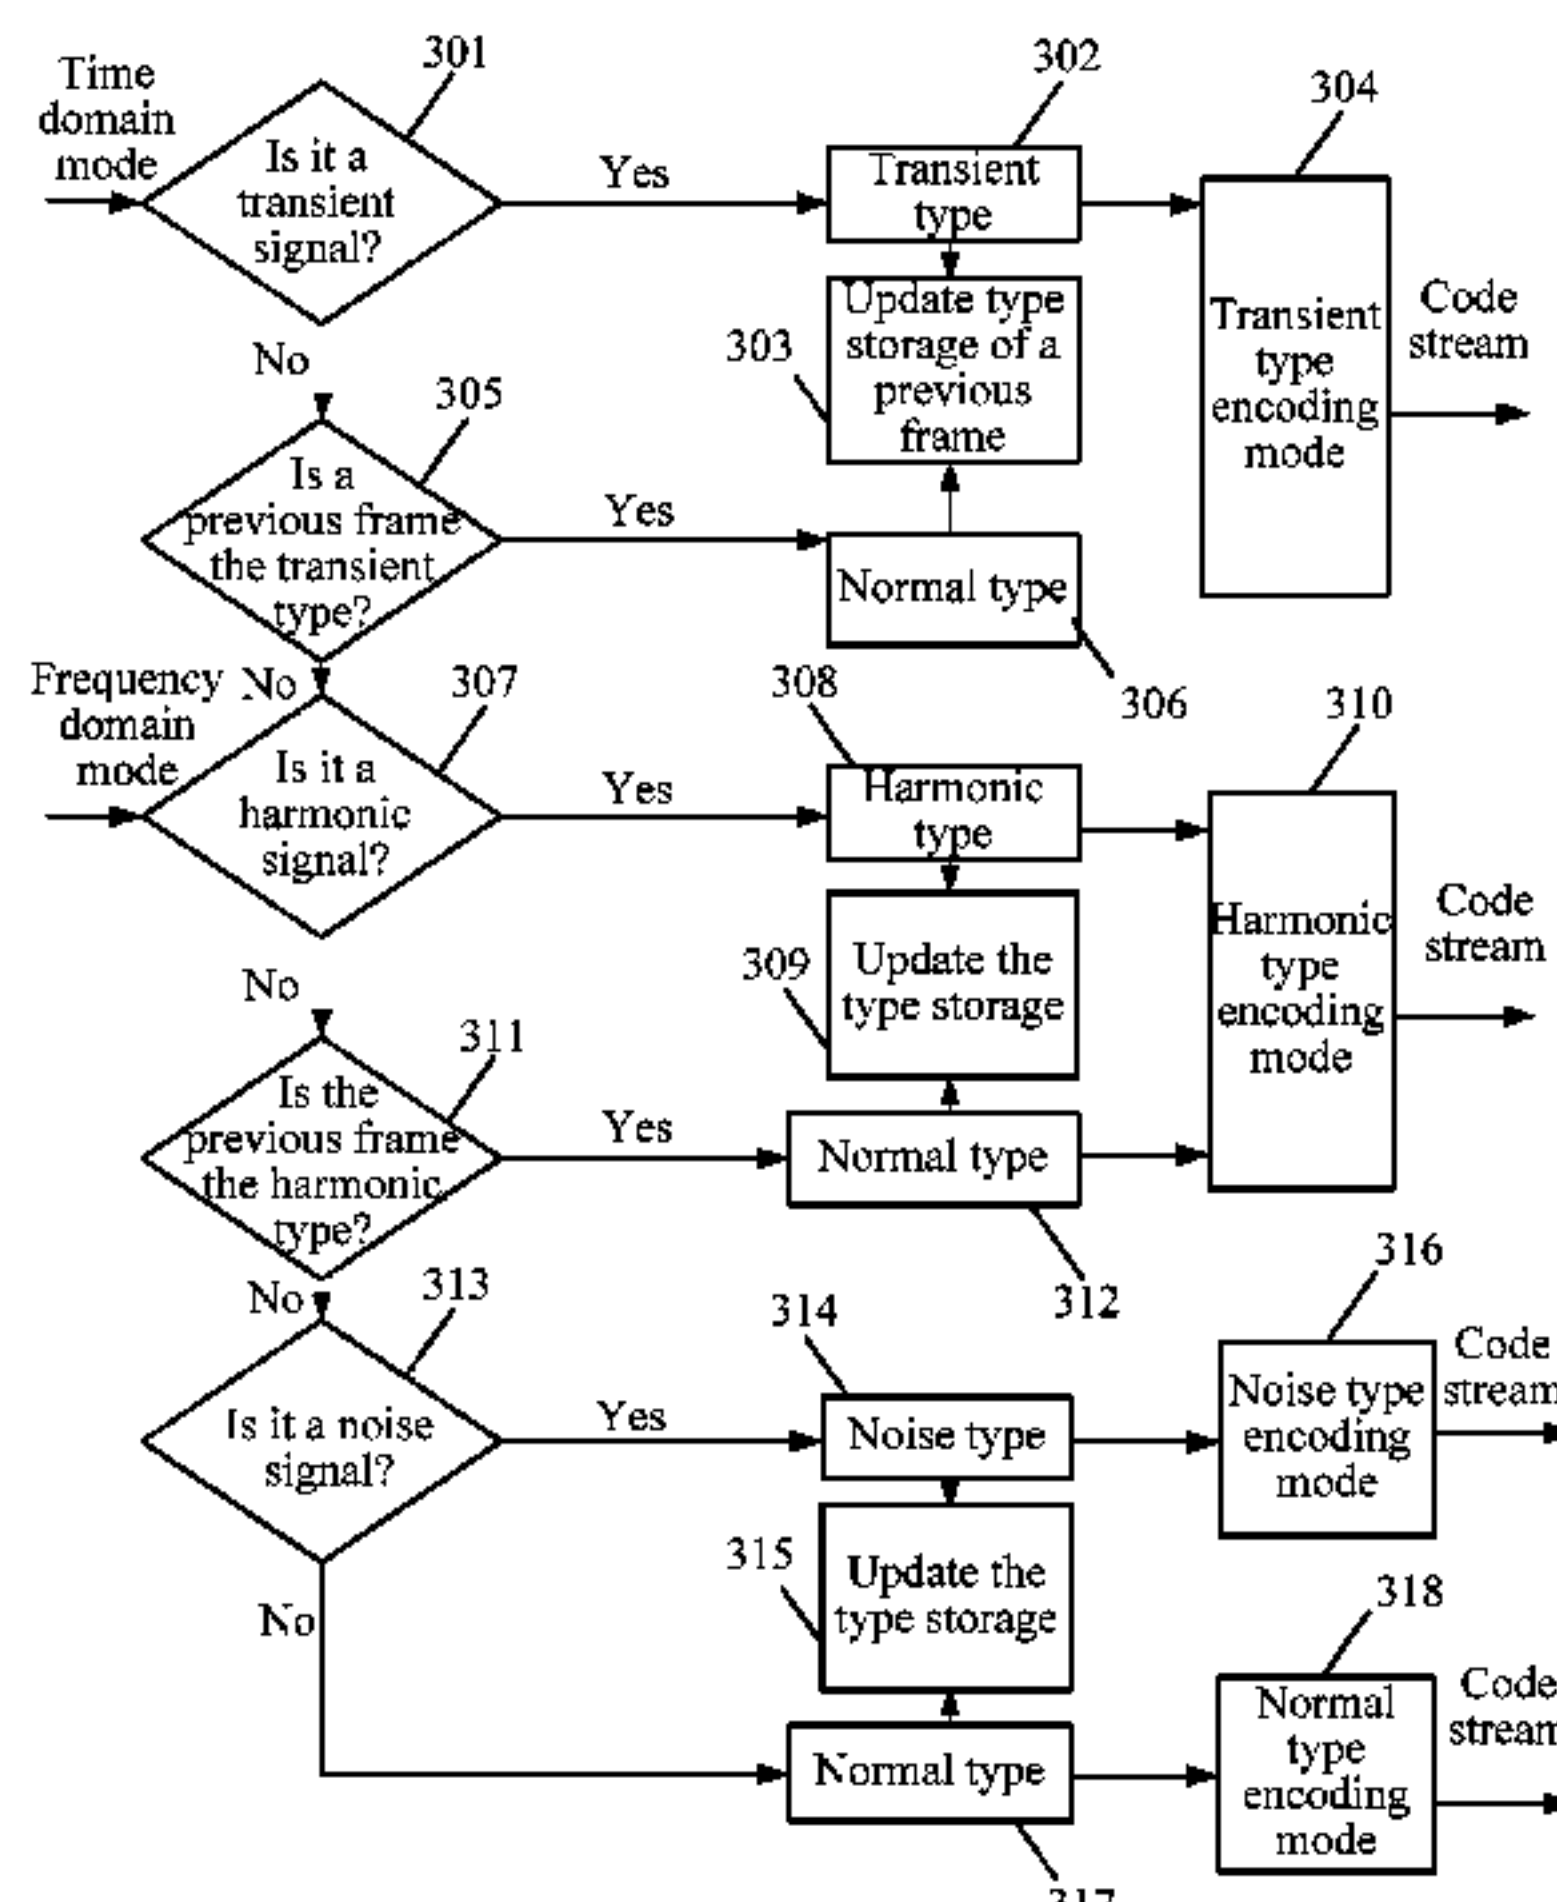 301
302
304
Time
domain
mode
Is it a
transient
signal?
Yes
Transient
type
Transient
type
encoding
mode
Code
stream
303
Update type
storage of a
previous
frame
No
305
Is a
previous frame
the transient
type?
Yes
Normal type
306
Frequency
domain
mode
No
307
308
310
Is it a
harmonic
signal?
Yes
Harmonic
type
Harmonic
type
encoding
mode
Code
stream
309
Update the
type storage
No
311
Is the
previous frame
the harmonic
type?
Yes
Normal type
312
No
313
314
316
Is it a noise
signal?
Yes
Noise type
Noise type
encoding
mode
Code
stream
315
Update the
type storage
No
318
Normal type
Normal
type
encoding
mode
Code
stream
317